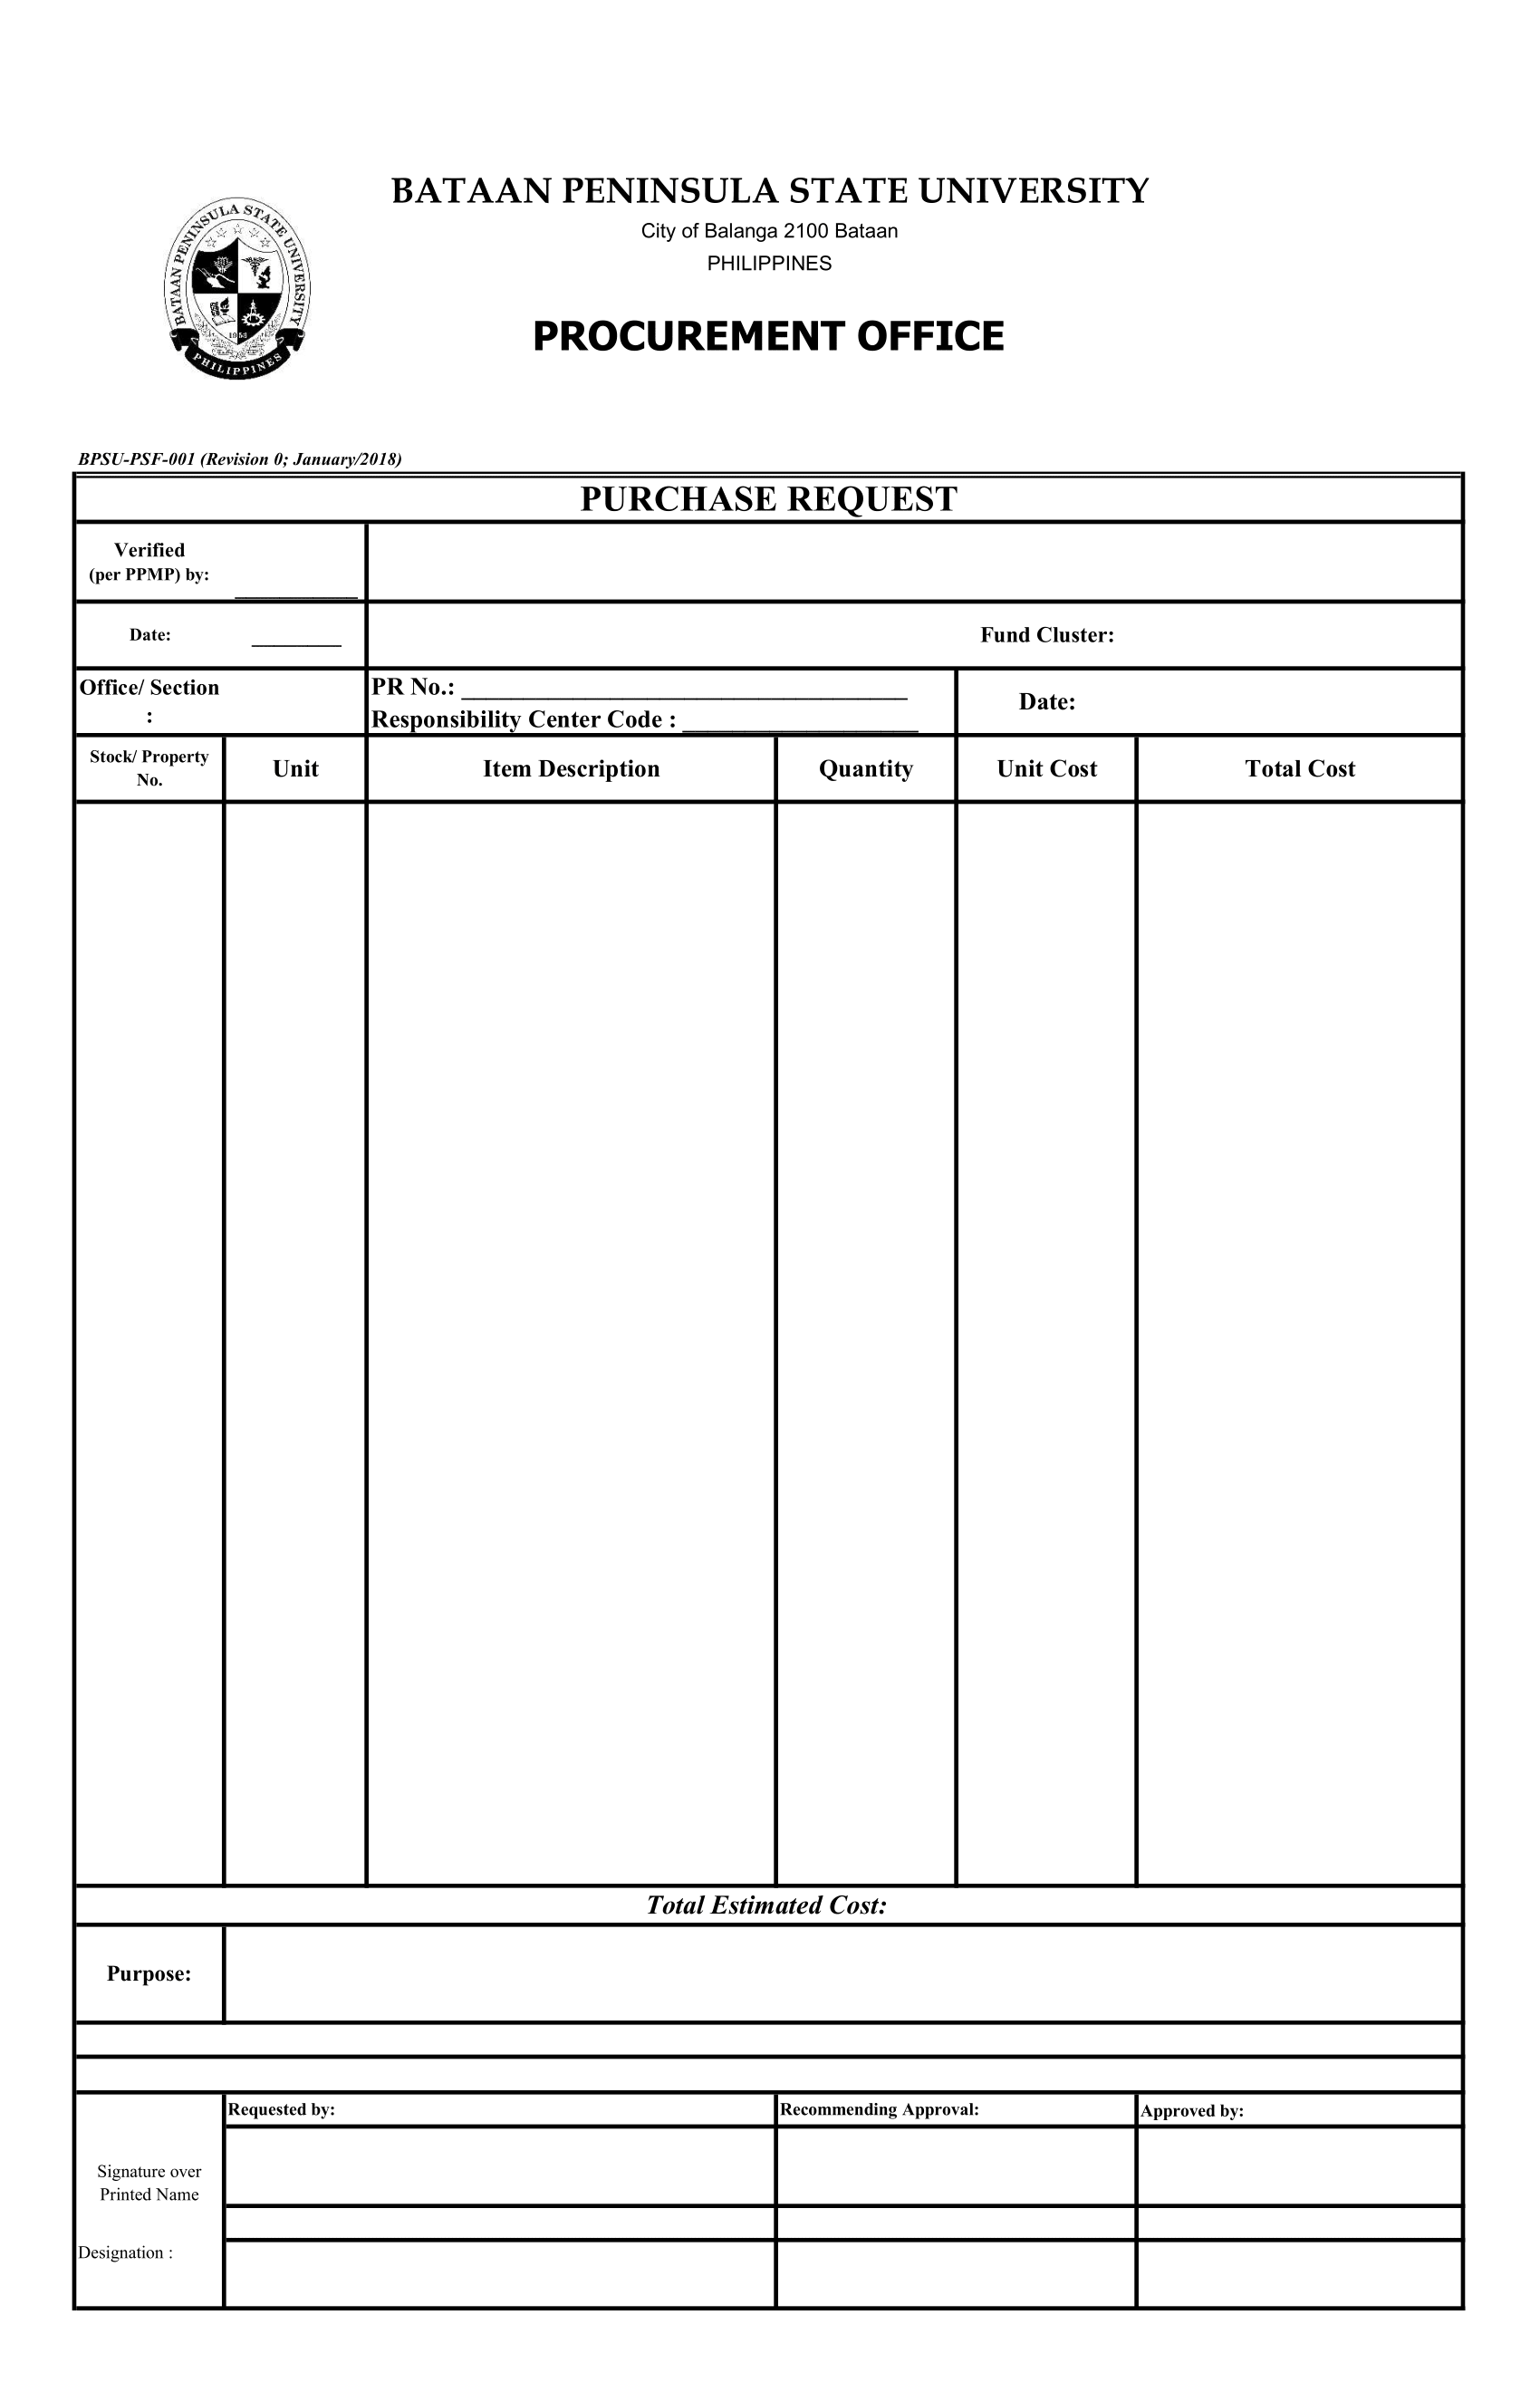 BATAAN PENINSULA STATE UNIVERSITY
City of Balanga 2100 Bataan
PHILIPPINES
BATAAN PENINSULA STATE UNIVERSITY
1953
PHILIPPINES
PROCUREMENT OFFICE
BPSU-PSF-001 (Revision 0; January/2018)
PURCHASE REQUEST
Verified
(per PPMP) by: ___________
Date: ________
Fund Cluster:
Office/ Section
:
PR No.: __________________________________
Responsibility Center Code : __________________
Date:
Stock/ Property
No.
Unit
Item Description
Quantity
Unit Cost
Total Cost
Total Estimated Cost:
Purpose:
Requested by:
Recommending Approval:
Approved by:
Signature over
Printed Name
Designation :